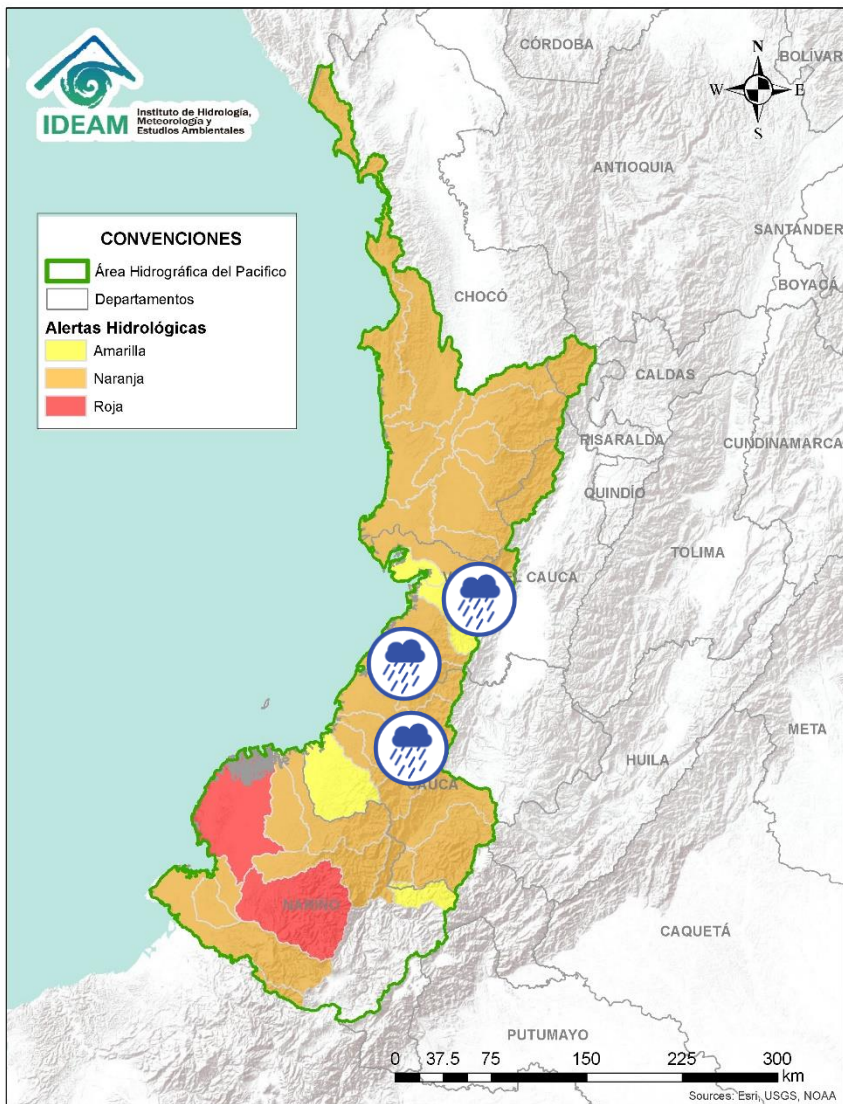 IDEAM
Instituto de Hidrología,
Meteorología y
Estudios Ambientales
CÓRDOBA
BOLÍVAR
N
W
E
S
ANTIOQUIA
SANTANDER
BOYACÁ
CONVENCIONES
Área Hidrográfica del Pacifico
Departamentos
Alertas Hidrológicas
Amarilla
Naranja
Roja
CHOCÓ
CALDAS
RISARALDA
CUNDINAMARCA
QUINDÍO
TOLIMA
EL CAUCA
META
HUILA
CAUCA
NARIÑO
CAQUETÁ
PUTUMAYO
0 37.5 75 150 225 300
km
Sources: Esri, USGS, NOAA